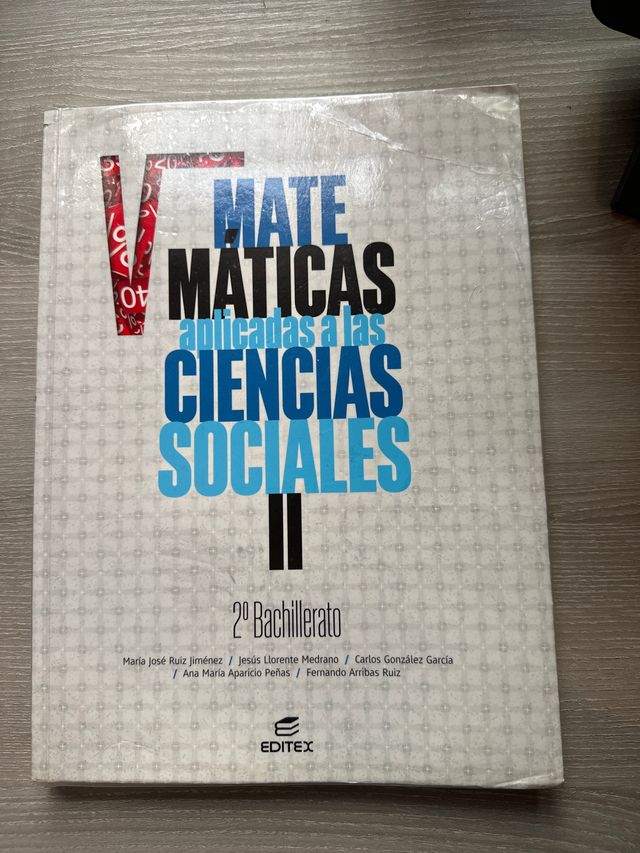 MATE
MÁTICAS
aplicadas a las
CIENCIAS
SOCIALES
II
2º Bachillerato
María José Ruiz Jiménez / Jesús Llorente Medrano / Carlos González García
/ Ana María Aparicio Peñas / Fernando Arribas Ruiz
EDITEX